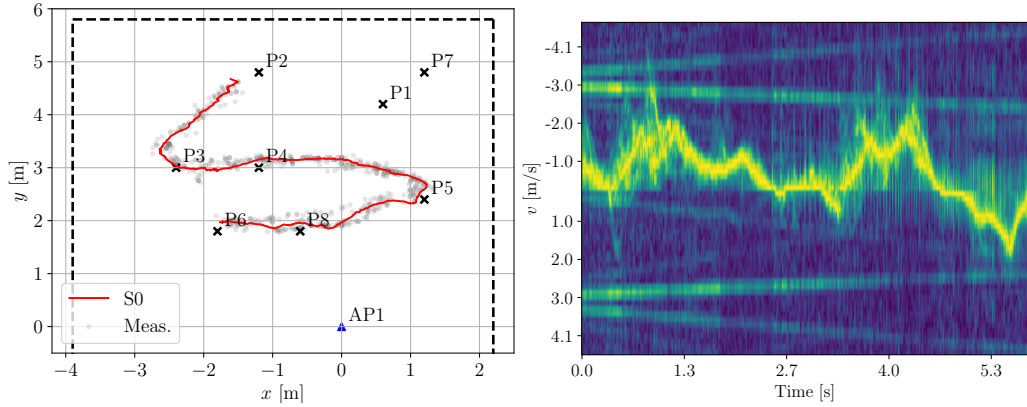 6
5
4
3
2
1
0
y [m]
P2
P7
P1
P3
P4
P5
P6
P8
AP1
S0
Meas.
−4 −3 −2 −1 0 1 2
x [m]
-4.1
-3.0
-2.0
-1.0
1.0
2.0
3.0
4.1
v [m/s]
0.0 1.3 2.7 4.0 5.3
Time [s]